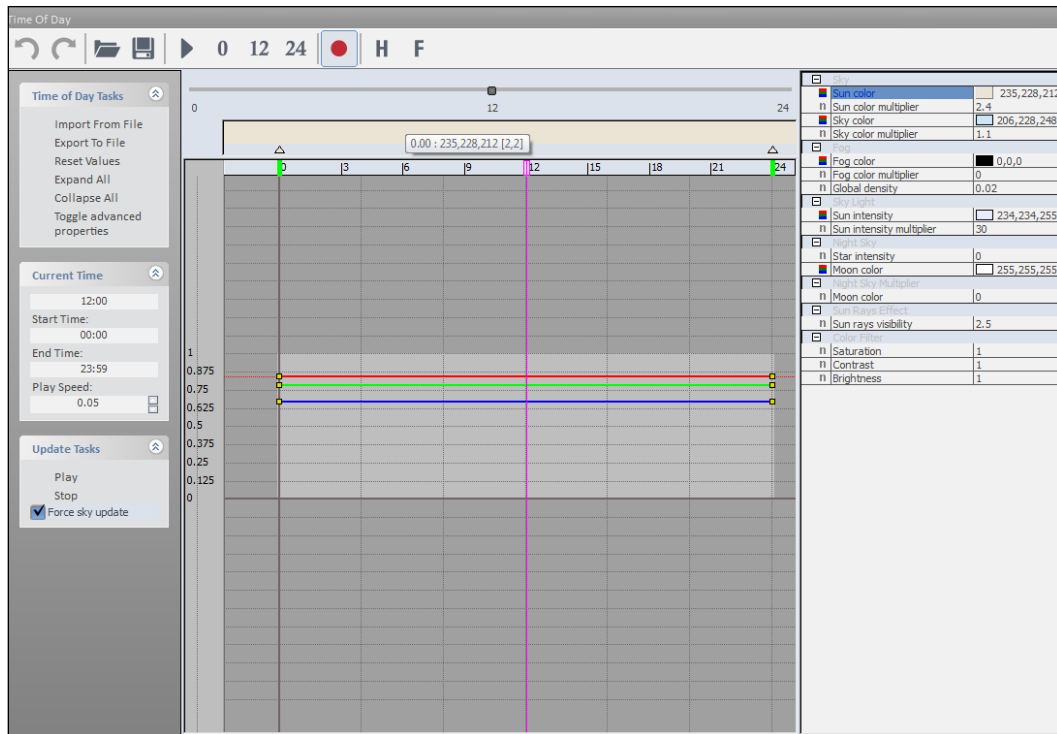 Time Of Day
0 12 24 H F
Time of Day Tasks
Import From File
Export To File
Reset Values
Expand All
Collapse All
Toggle advanced
properties
Current Time
12:00
Start Time:
00:00
End Time:
23:59
Play Speed:
0.05
Update Tasks
Play
Stop
Force sky update
0 12 24
0.00 : 235,228,212 [2,2]
0 3 6 9 12 15 18 21 24
1
0.875
0.75
0.625
0.5
0.375
0.25
0.125
0
Sky
Sun color 235,228,212
n Sun color multiplier 2.4
Sky color 206,228,248
n Sky color multiplier 1.1
Fog
Fog color 0,0,0
n Fog color multiplier 0
n Global density 0.02
Sky Light
Sun intensity 234,234,255
n Sun intensity multiplier 30
Night Sky
n Star intensity 0
Moon color 255,255,255
Night Sky Multiplier
n Moon color 0
Sun Rays Effect
n Sun rays visibility 2.5
Color Filter
n Saturation 1
n Contrast 1
n Brightness 1